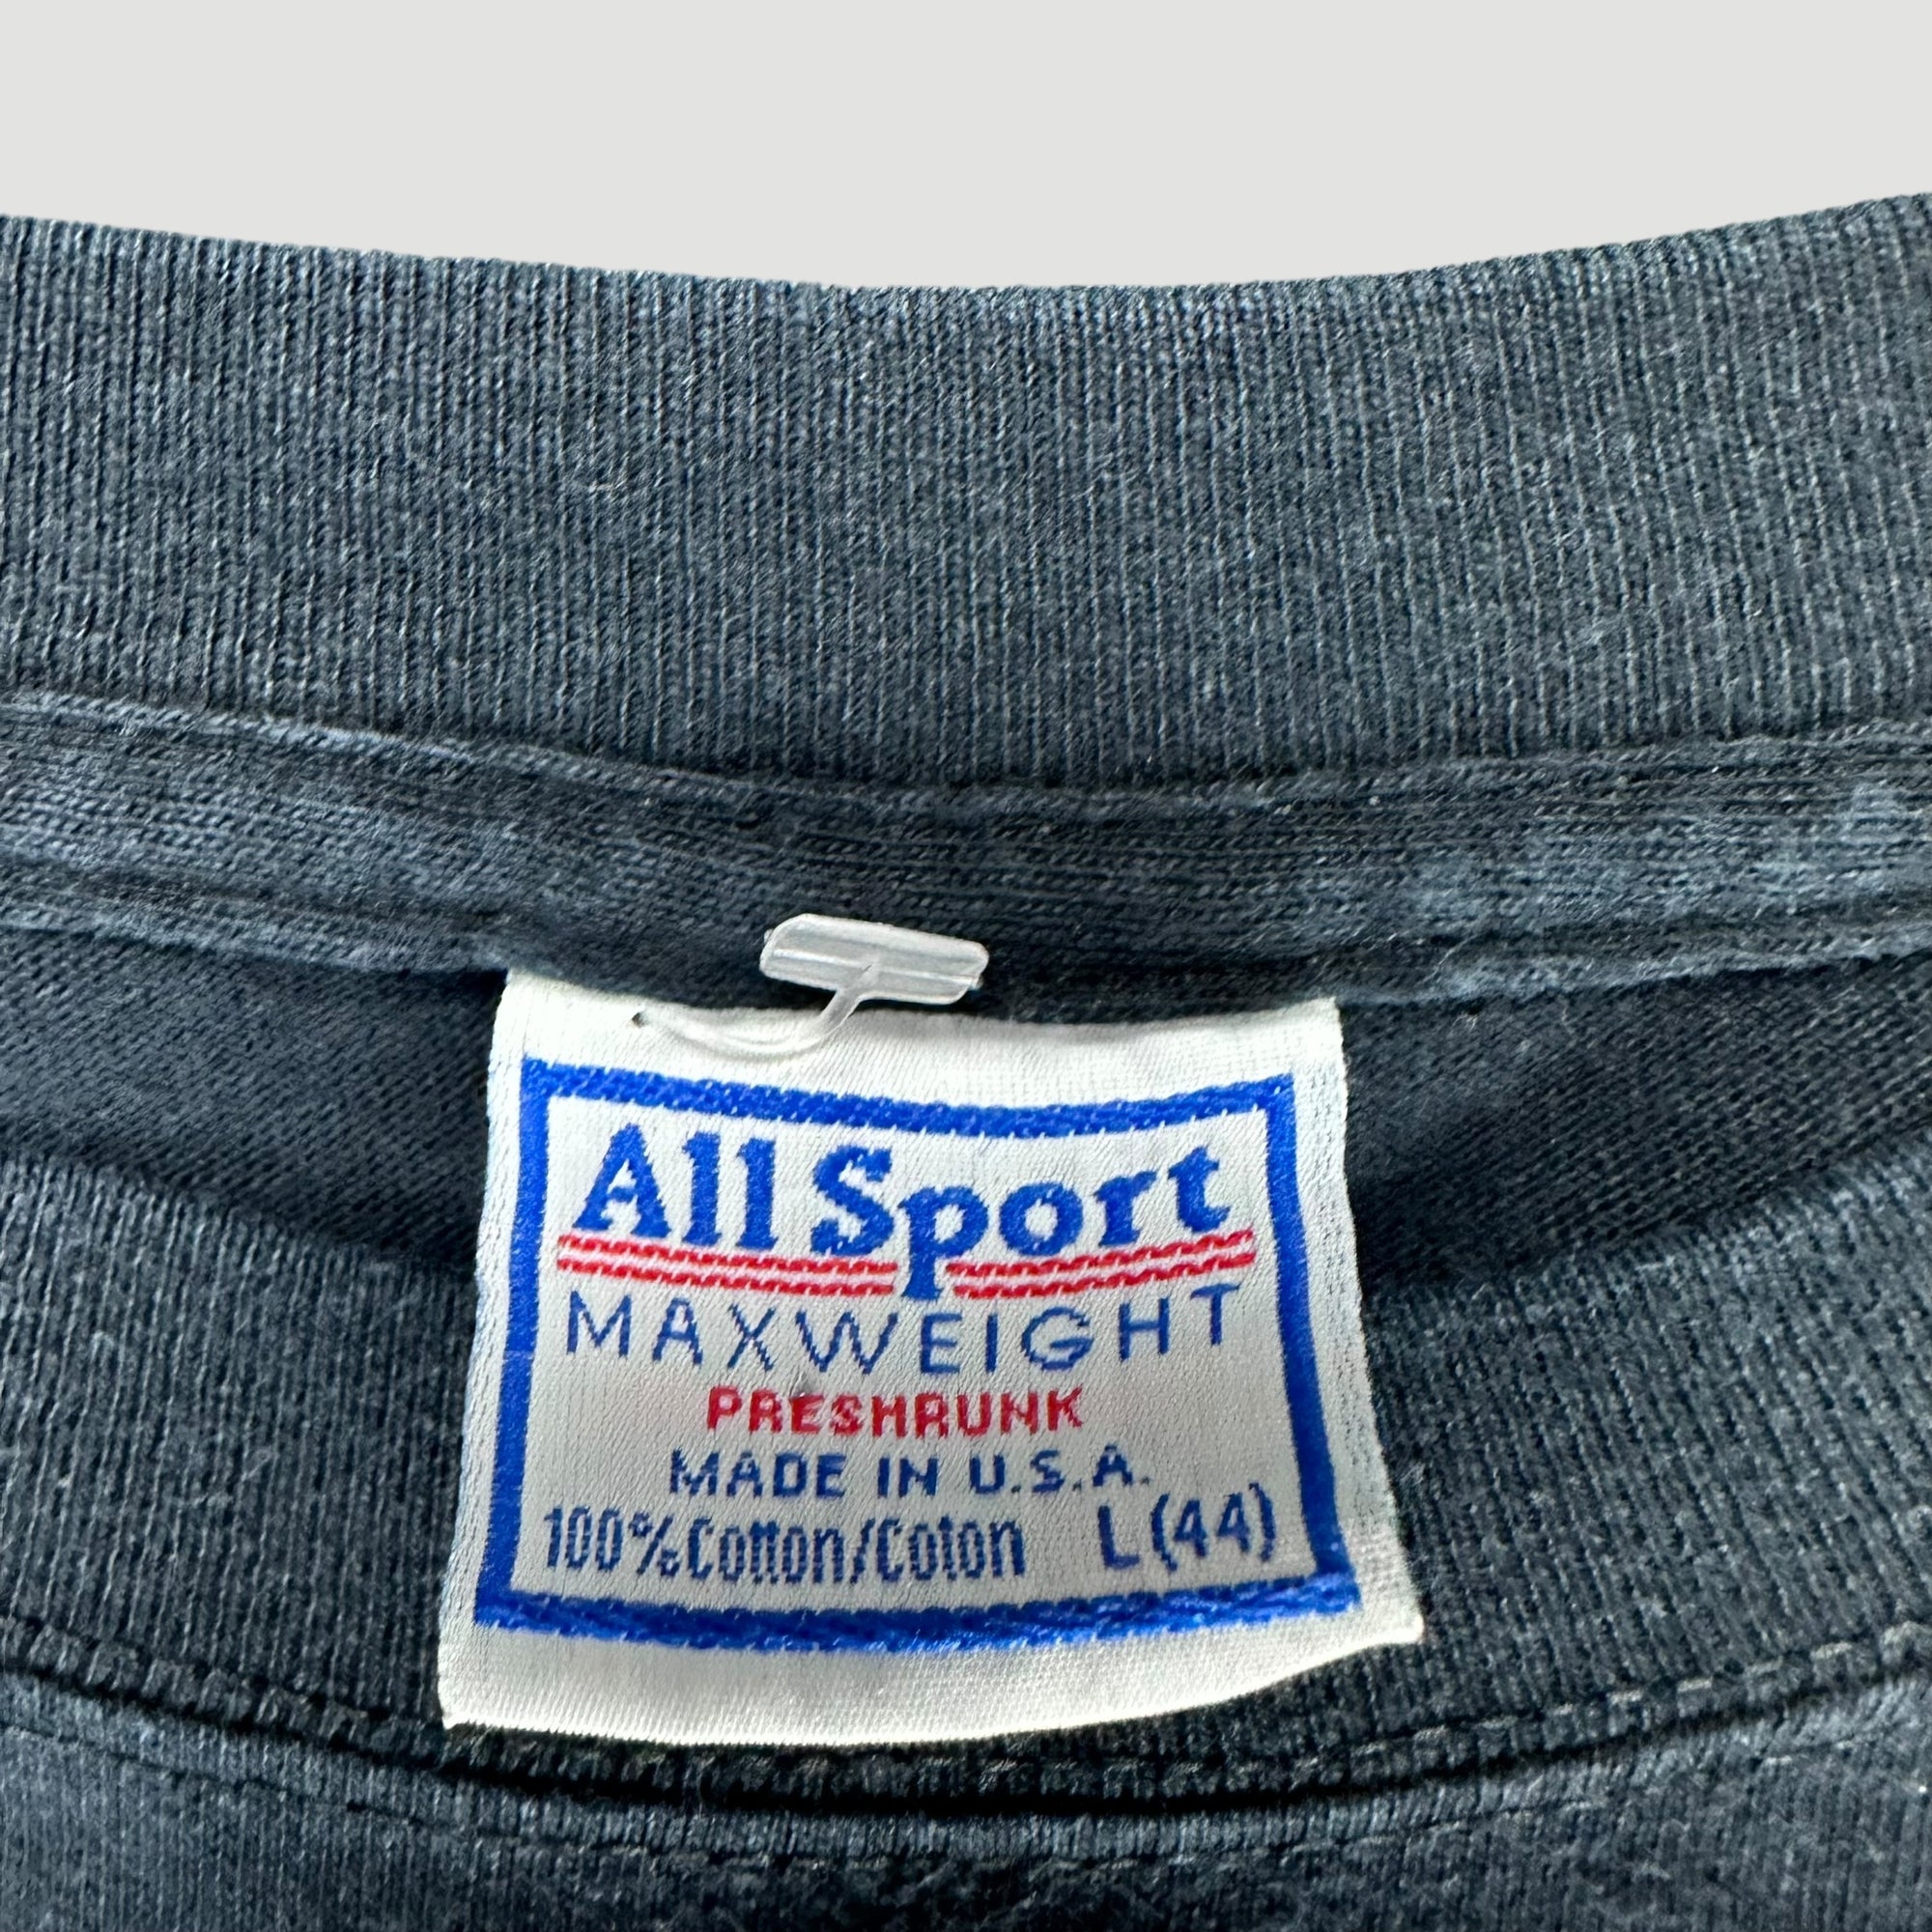 All Sport
MAXWEIGHT
PRESHRUNK
MADE IN U.S.A.
100% Cotton/Coton L (44)